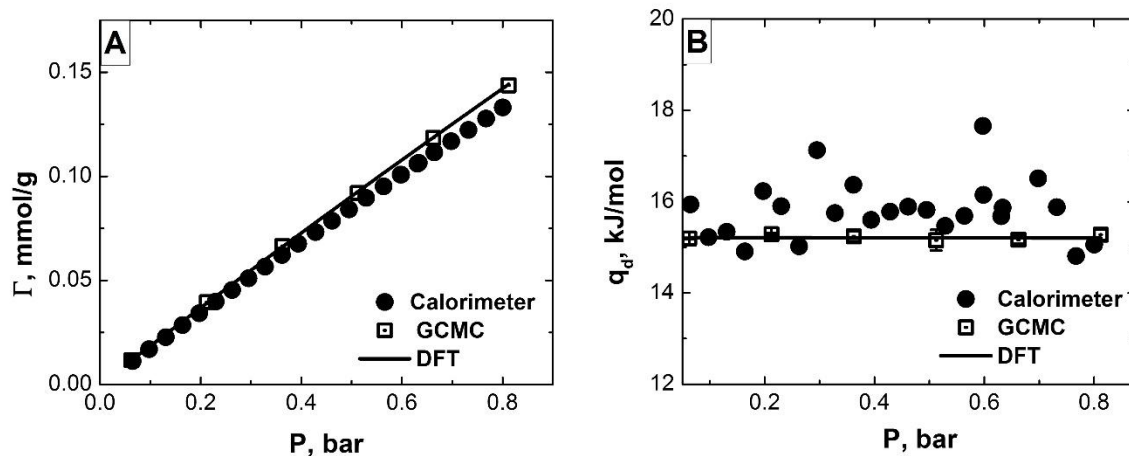 A
Γ, mmol/g
0.15
0.10
0.05
0.00
0.0 0.2 0.4 0.6 0.8
P, bar
Calorimeter
GCMC
DFT
B
q_d, kJ/mol
20
18
16
14
12
0.2 0.4 0.6 0.8
P, bar
Calorimeter
GCMC
DFT